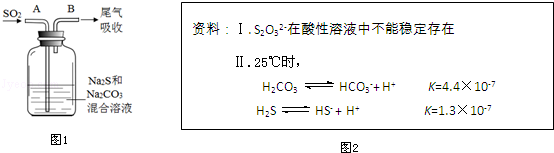 SO₂ A B 尾气
吸收
Na₂S和
Na₂CO₃
混合溶液
图1
资料：Ⅰ.S₂O₃²⁻在酸性溶液中不能稳定存在
Ⅱ.25℃时，
H₂CO₃ ⇌ HCO₃⁻+ H⁺ K=4.4×10⁻⁷
H₂S ⇌ HS⁻+ H⁺ K=1.3×10⁻⁷
图2